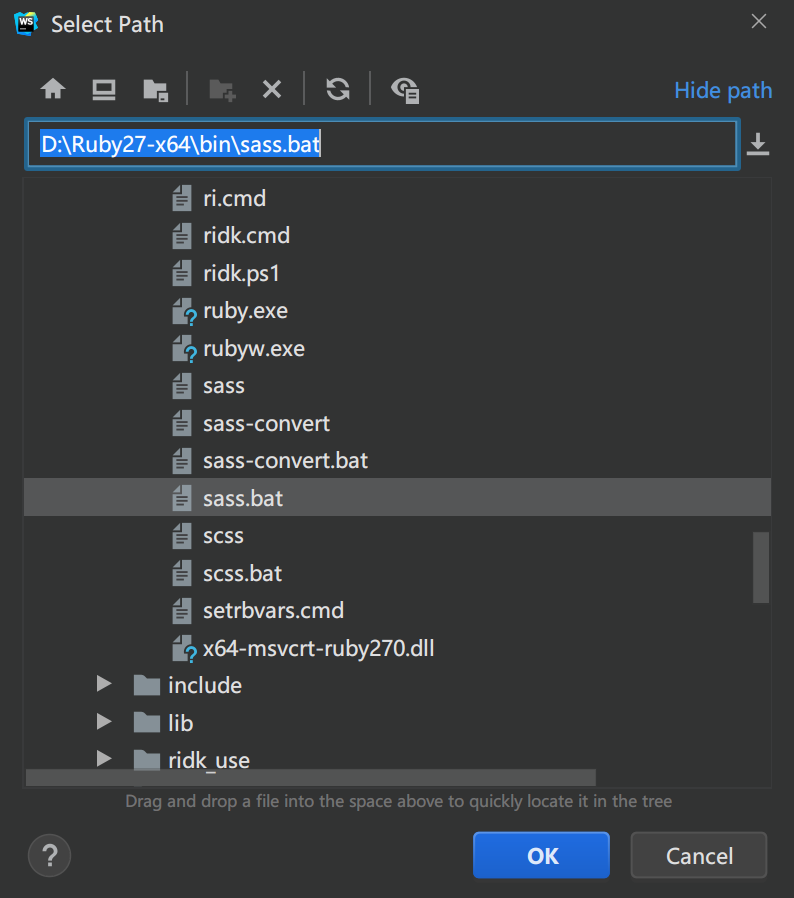 WS Select Path
Hide path
D:\Ruby27-x64\bin\sass.bat
ri.cmd
ridk.cmd
ridk.ps1
ruby.exe
rubyw.exe
sass
sass-convert
sass-convert.bat
sass.bat
scss
scss.bat
setrbvars.cmd
x64-msvcrt-ruby270.dll
include
lib
ridk_use
Drag and drop a file into the space above to quickly locate it in the tree
? OK Cancel